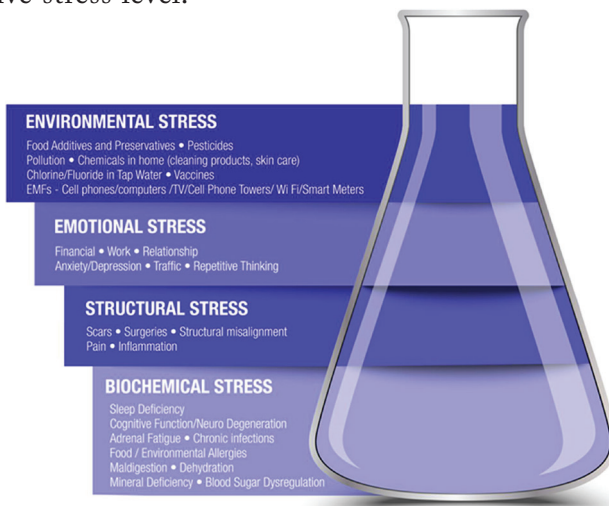 stress level.
ENVIRONMENTAL STRESS
Food Additives and Preservatives • Pesticides
Pollution • Chemicals in home (cleaning products, skin care)
Chlorine/Fluoride in Tap Water • Vaccines
EMFs - Cell phones/computers /TV/Cell Phone Towers/ Wi Fi/Smart Meters
EMOTIONAL STRESS
Financial • Work • Relationship
Anxiety/Depression • Traffic • Repetitive Thinking
STRUCTURAL STRESS
Scars • Surgeries • Structural misalignment
Pain • Inflammation
BIOCHEMICAL STRESS
Sleep Deficiency
Cognitive Function/Neuro Degeneration
Adrenal Fatigue • Chronic infections
Food / Environmental Allergies
Maldigestion • Dehydration
Mineral Deficiency • Blood Sugar Dysregulation